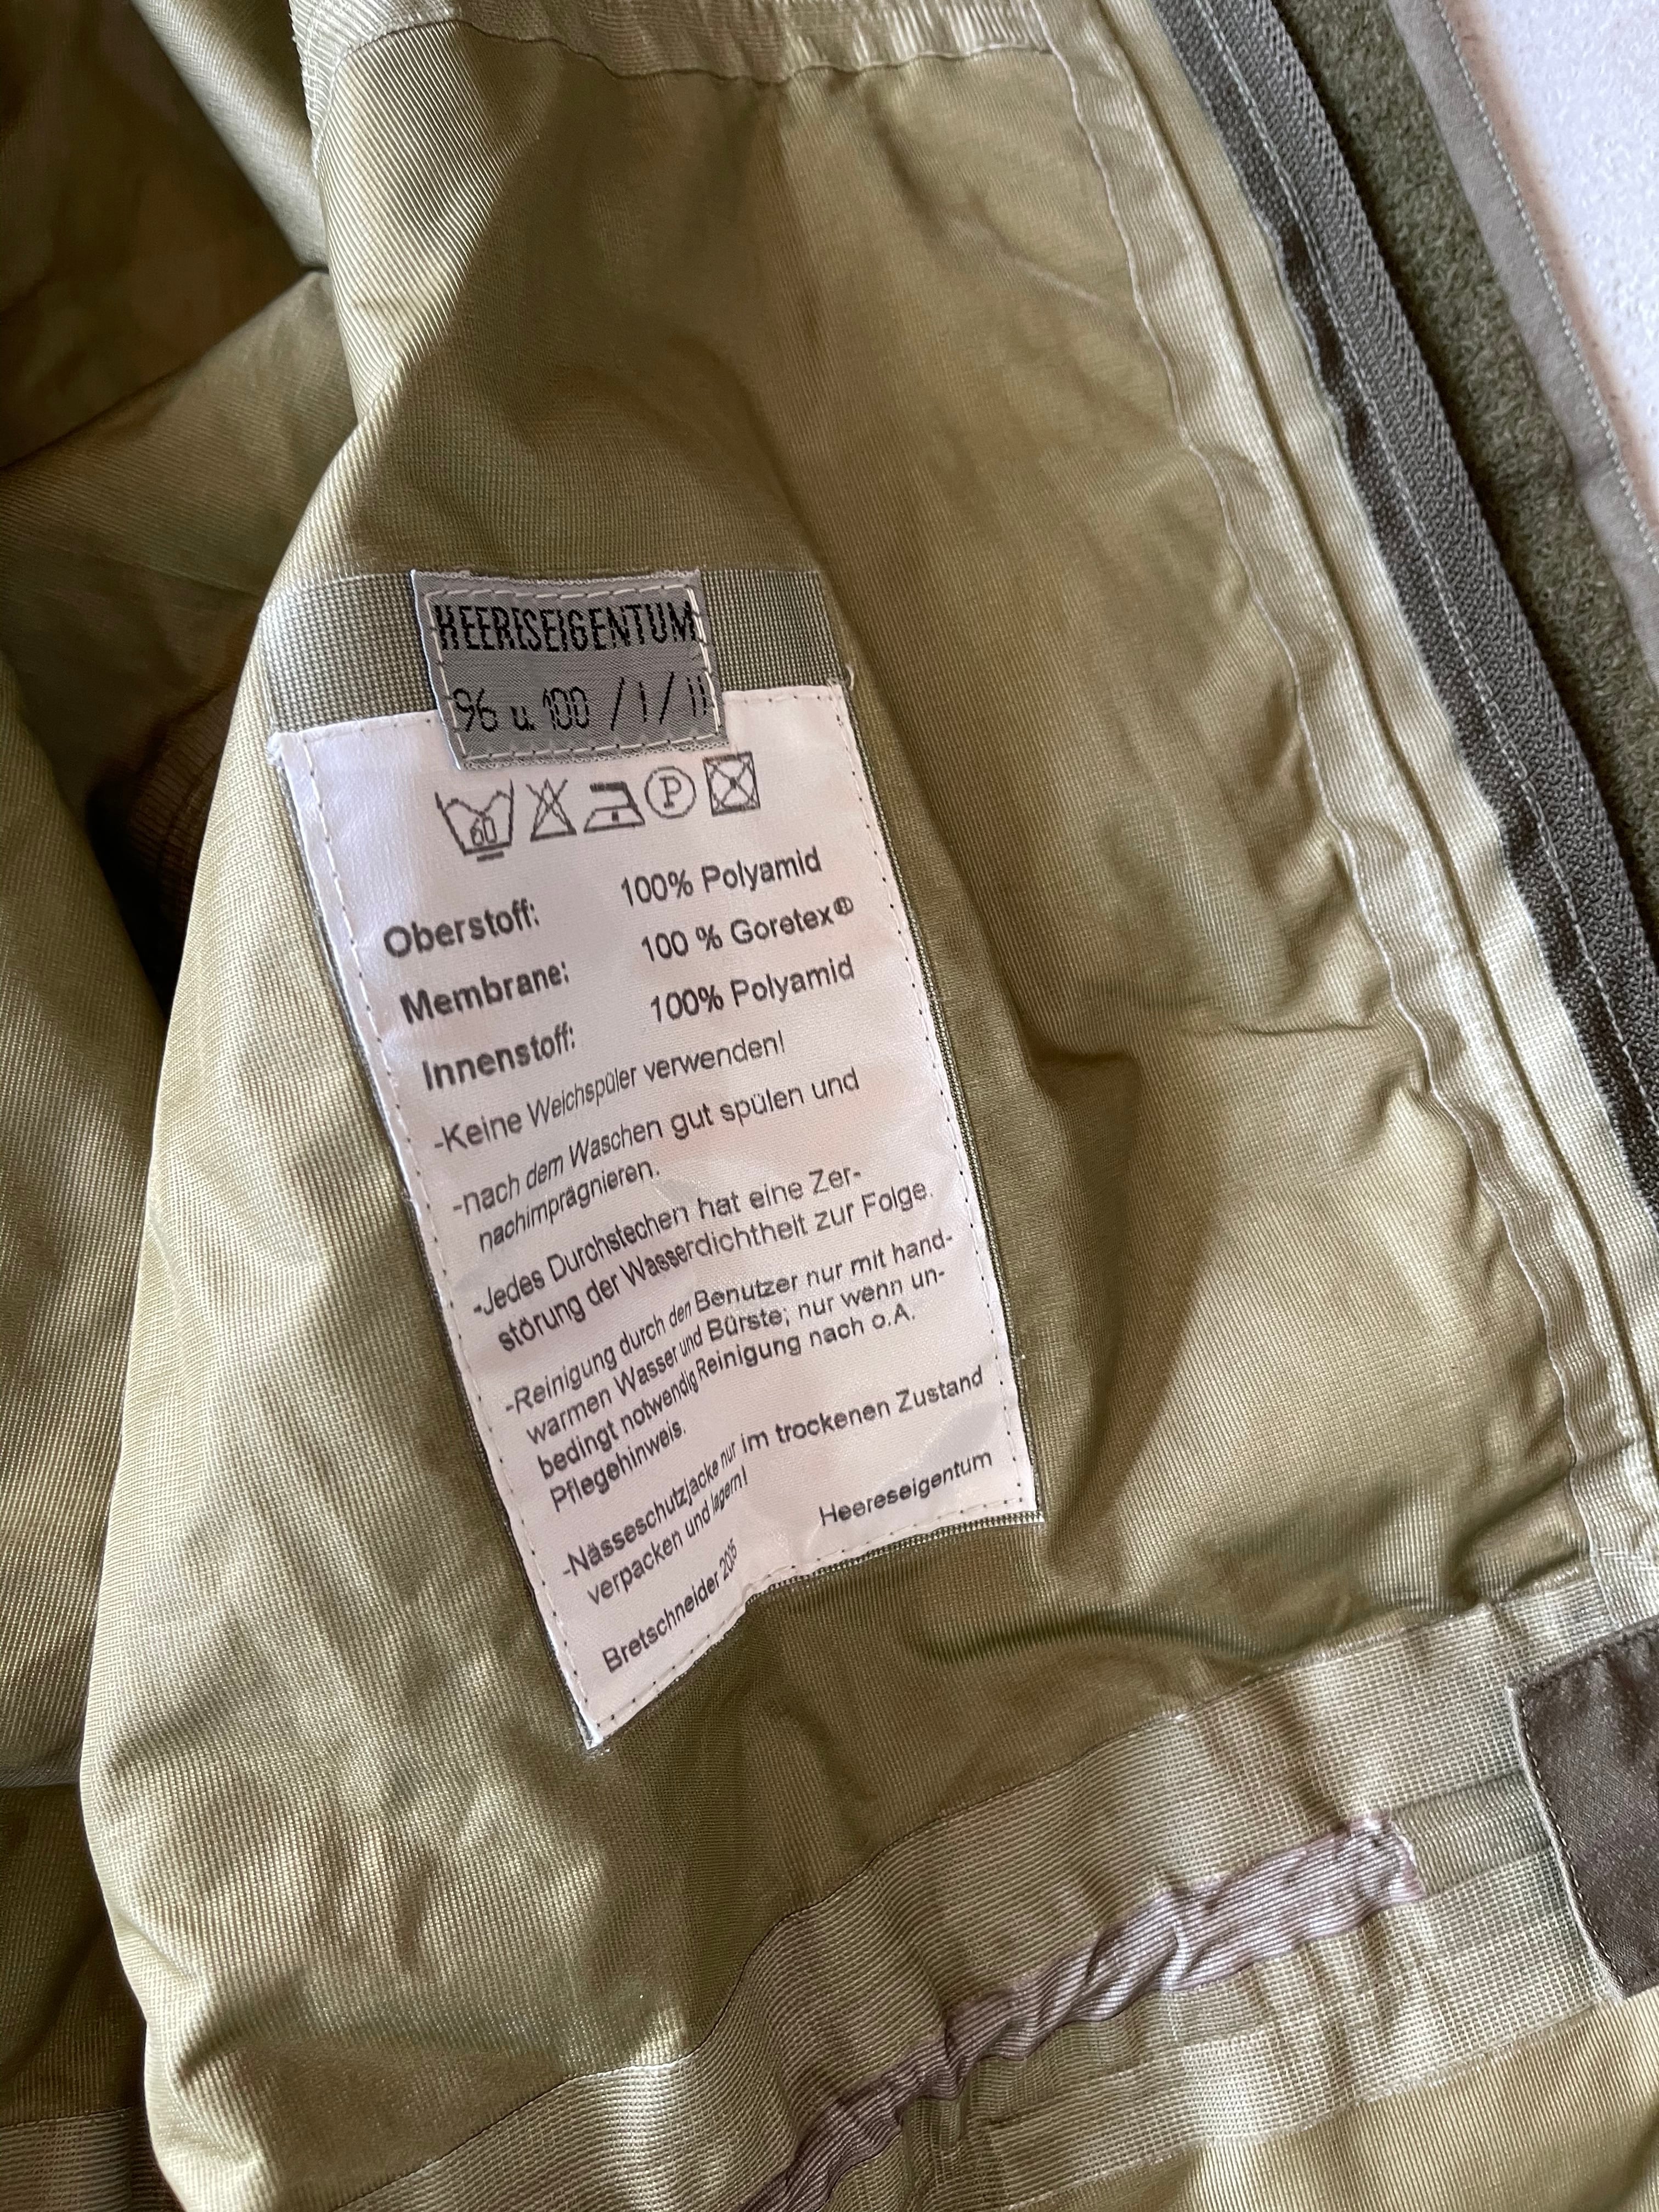 HEERESEIGENTUM
96 u. 100 / I / II
60
P
Oberstoff: 100% Polyamid
Membrane: 100 % Goretex®
Innenstoff: 100% Polyamid
-Keine Weichspüler verwenden!
-nach dem Waschen gut spülen und
nachimprägnieren.
-Jedes Durchstechen hat eine Zer-
störung der Wasserdichtheit zur Folge.
-Reinigung durch den Benutzer nur mit hand-
warmen Wasser und Bürste; nur wenn un-
bedingt notwendig Reinigung nach o.A.
Pflegehinweis.
-Nässeschutzjacke nur im trockenen Zustand
verpacken und lagern!
Bretschneider 2005 Heereseigentum